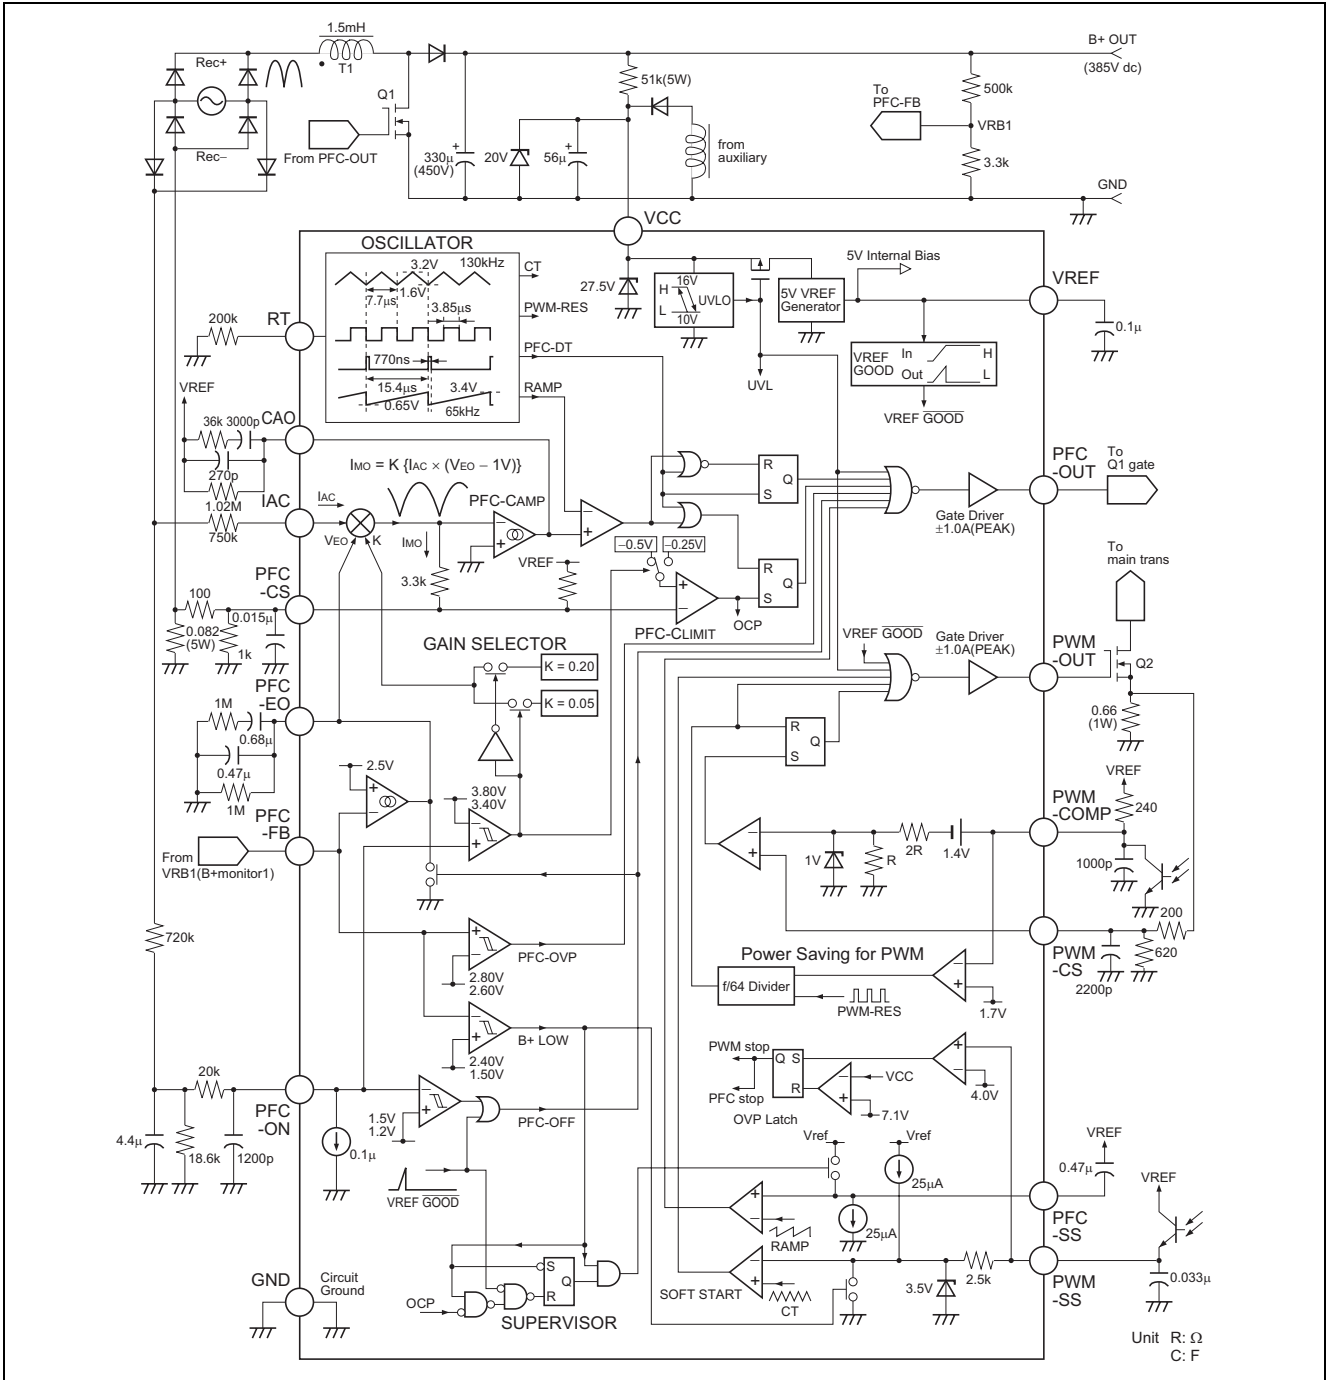 1.5mH
T1
Rec+
Rec−
Q1
From PFC-OUT
330μ
(450V)
20V
56μ
51k(5W)
from
auxiliary
To
PFC-FB
500k
VRB1
3.3k
B+ OUT
(385V dc)
GND
VCC
OSCILLATOR
3.2V
130kHz
1.6V
7.7μs
3.85μs
770ns
15.4μs
3.4V
0.65V
65kHz
CT
PWM-RES
PFC-DT
RAMP
27.5V
H
L
16V
10V
UVLO
5V VREF
Generator
5V Internal Bias
UVL
VREF
GOOD
In
Out
H
L
VREF GOOD
VREF
0.1μ
RT
200k
VREF
36k 3000p
CAO
270p
1.02M
IAC
750k
IAC
VEO
K
IMO = K {IAC × (VEO − 1V)}
IMO
PFC-CAMP
3.3k
VREF
−0.5V
−0.25V
PFC-CLIMIT
OCP
R
S
Q
R
S
Q
PFC
-OUT
To
Q1 gate
Gate Driver
±1.0A(PEAK)
PFC
-CS
100
0.015μ
0.082
(5W)
1k
GAIN SELECTOR
K = 0.20
K = 0.05
VREF GOOD
Gate Driver
±1.0A(PEAK)
PWM
-OUT
To
main trans
Q2
0.66
(1W)
R
S
Q
PFC
-EO
1M
0.68μ
0.47μ
1M
2.5V
3.80V
3.40V
PFC
-FB
From
VRB1(B+monitor1)
VREF
240
PWM
-COMP
1000p
1V
R
2R
1.4V
200
620
PWM
-CS
2200p
720k
PFC-OVP
2.80V
2.60V
Power Saving for PWM
f/64 Divider
PWM-RES
1.7V
B+ LOW
2.40V
1.50V
PWM stop
PFC stop
Q
S
R
OVP Latch
VCC
7.1V
4.0V
20k
PFC
-ON
4.4μ
18.6k
1200p
0.1μ
1.5V
1.2V
PFC-OFF
VREF GOOD
Vref
Vref
25μA
25μA
RAMP
VREF
0.47μ
PFC
-SS
VREF
SOFT START
CT
3.5V
2.5k
PWM
-SS
0.033μ
GND
Circuit
Ground
OCP
S
R
Q
SUPERVISOR
Unit R: Ω
C: F